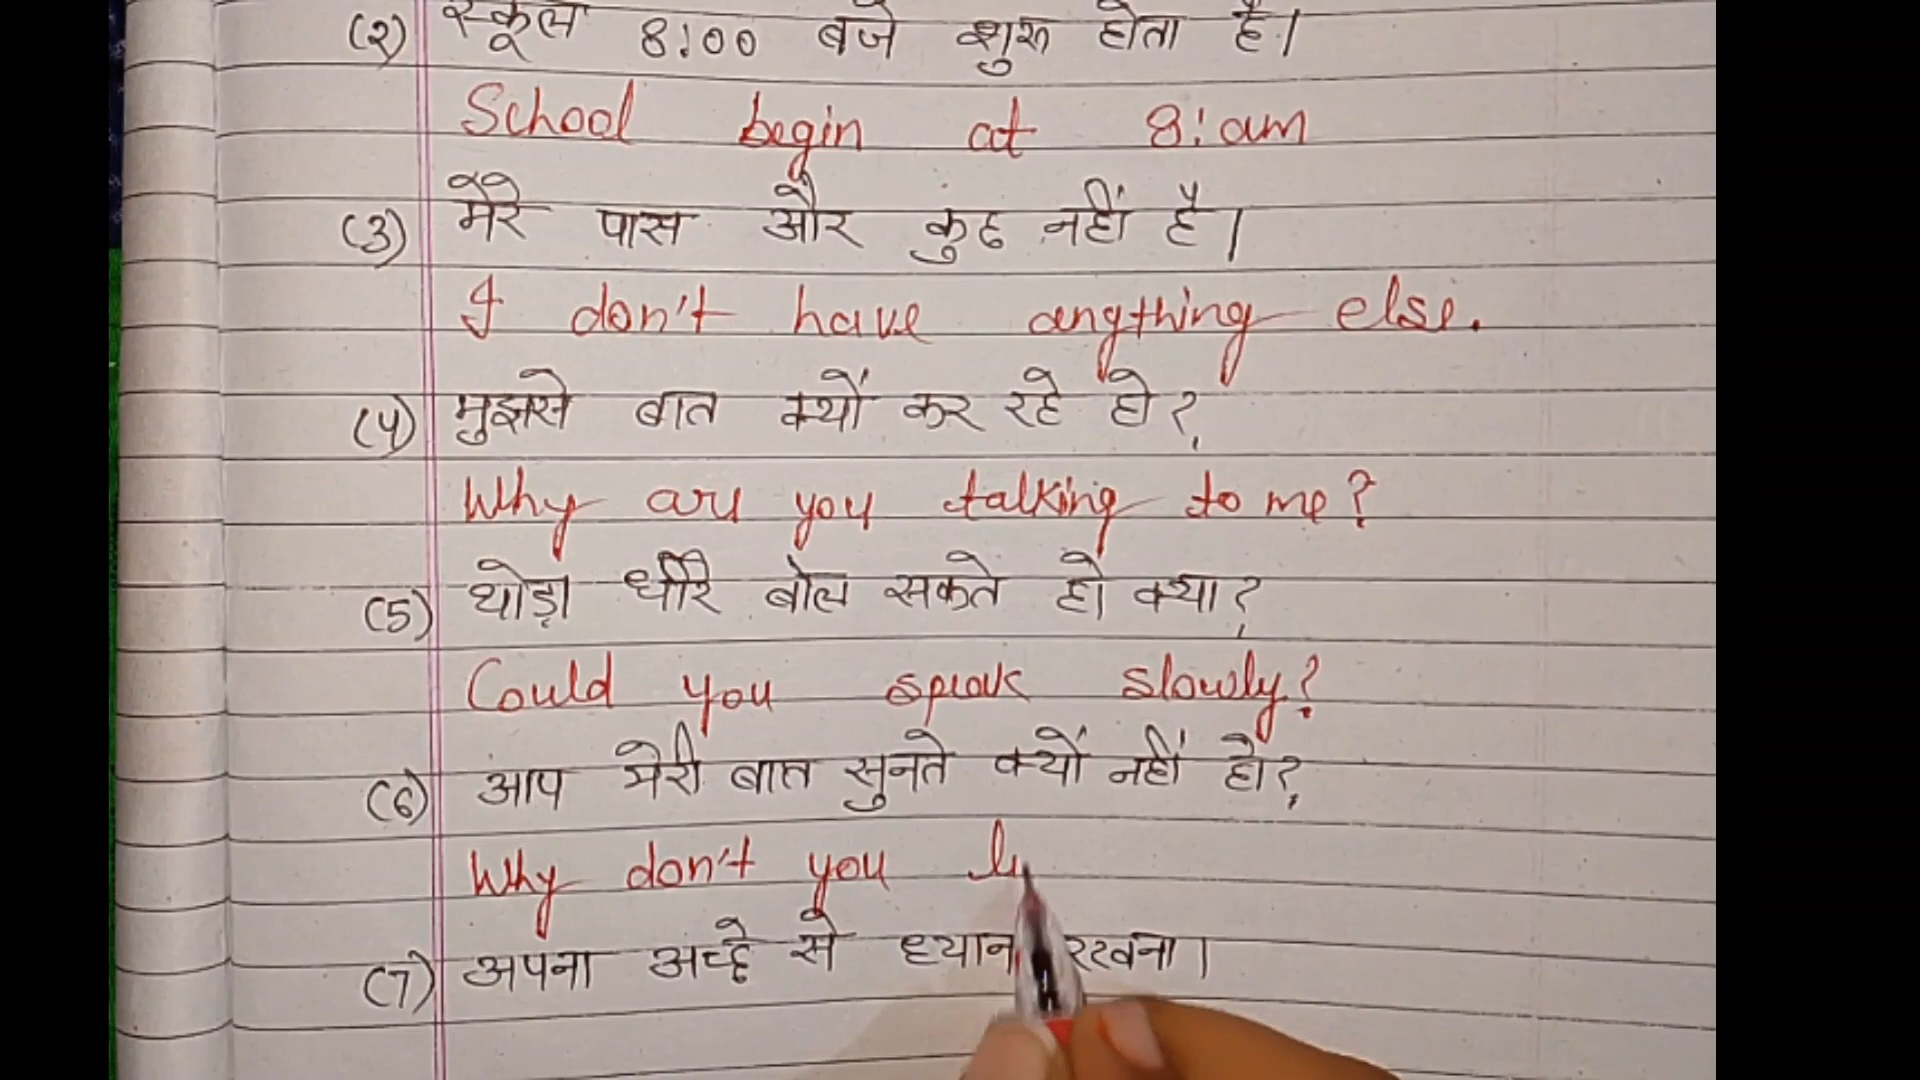 (२) स्कूल 8:00 बजे शुरू होता है।
School begin at 8:am
(3) मेरे पास और कुछ नहीं है।
I don't have anything else.
(4) मुझसे बात क्यों कर रहे हो?
Why are you talking to me?
(5) थोड़ा धीरे बोल सकते हो क्या?
Could you speak slowly?
(6) आप मेरी बात सुनते क्यों नहीं हो?
Why don't you
(7) अपना अच्छे से ध्यान रखना।